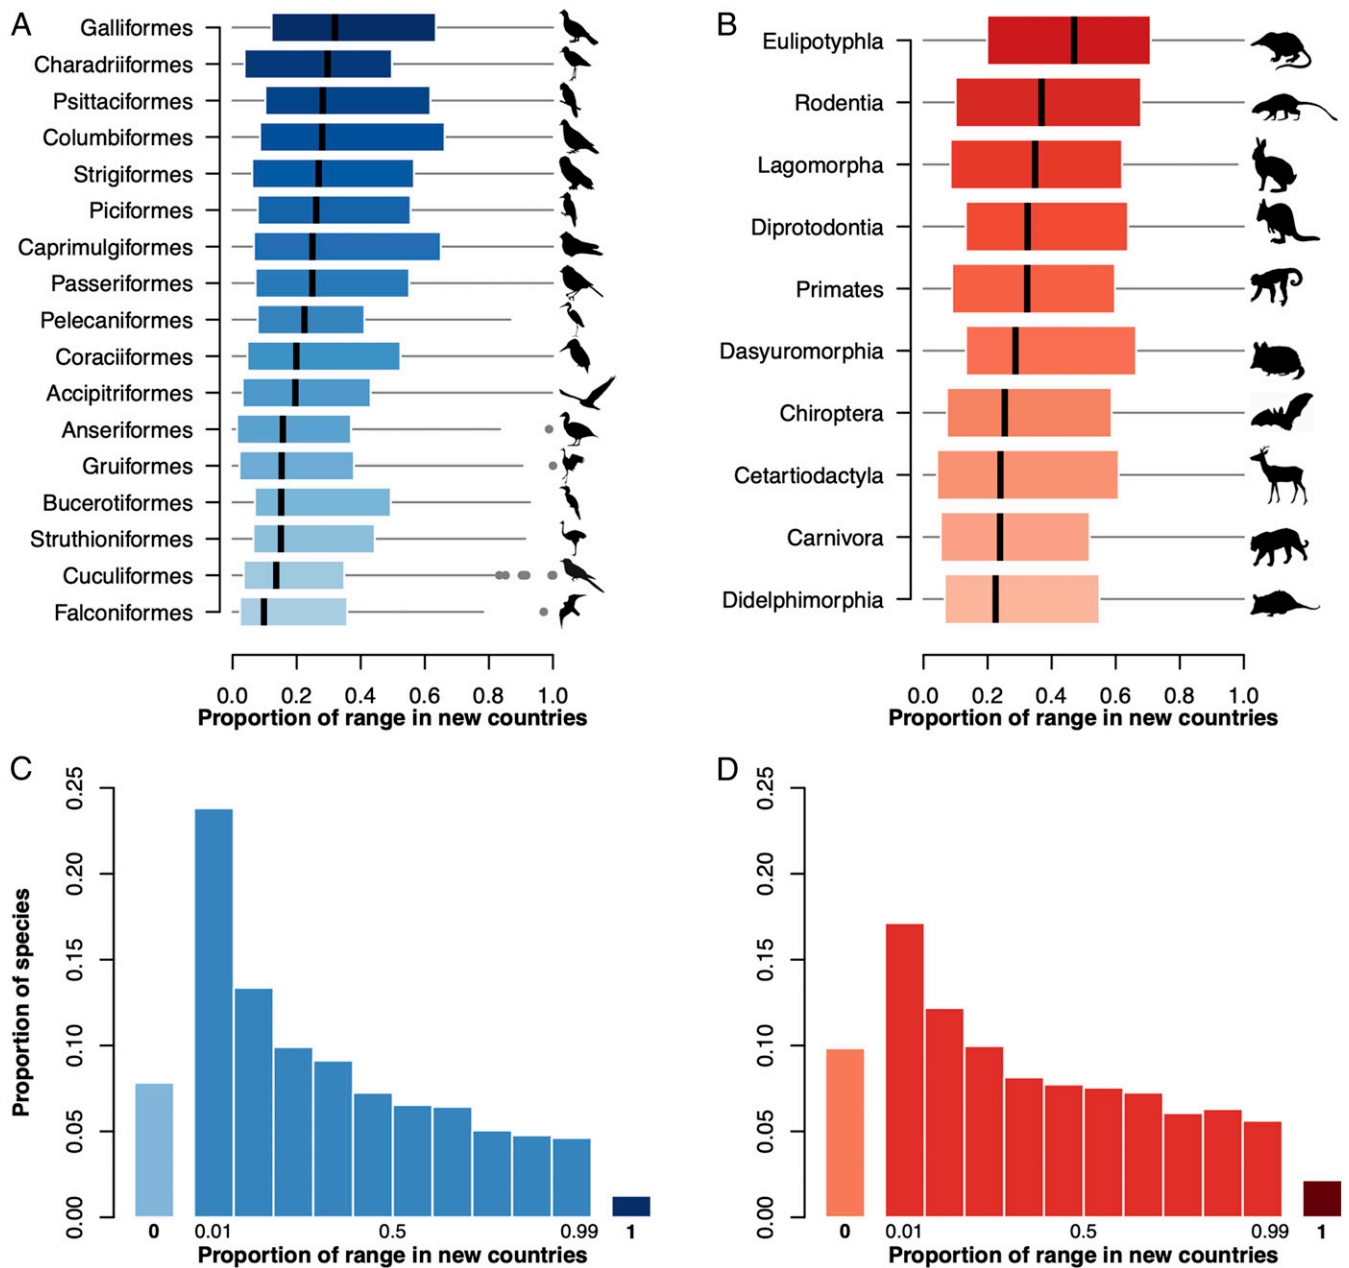 A
Galliformes
Charadriiformes
Psittaciformes
Columbiformes
Strigiformes
Piciformes
Caprimulgiformes
Passeriformes
Pelecaniformes
Coraciiformes
Accipitriformes
Anseriformes
Gruiformes
Bucerotiformes
Struthioniformes
Cuculiformes
Falconiformes
0.0 0.2 0.4 0.6 0.8 1.0
Proportion of range in new countries
B
Eulipotyphla
Rodentia
Lagomorpha
Diprotodontia
Primates
Dasyuromorphia
Chiroptera
Cetartiodactyla
Carnivora
Didelphimorphia
0.0 0.2 0.4 0.6 0.8 1.0
Proportion of range in new countries
C
Proportion of species
0.25
0.20
0.15
0.10
0.05
0.00
0 0.01 0.5 0.99 1
Proportion of range in new countries
D
0.25
0.20
0.15
0.10
0.05
0.00
0 0.01 0.5 0.99 1
Proportion of range in new countries